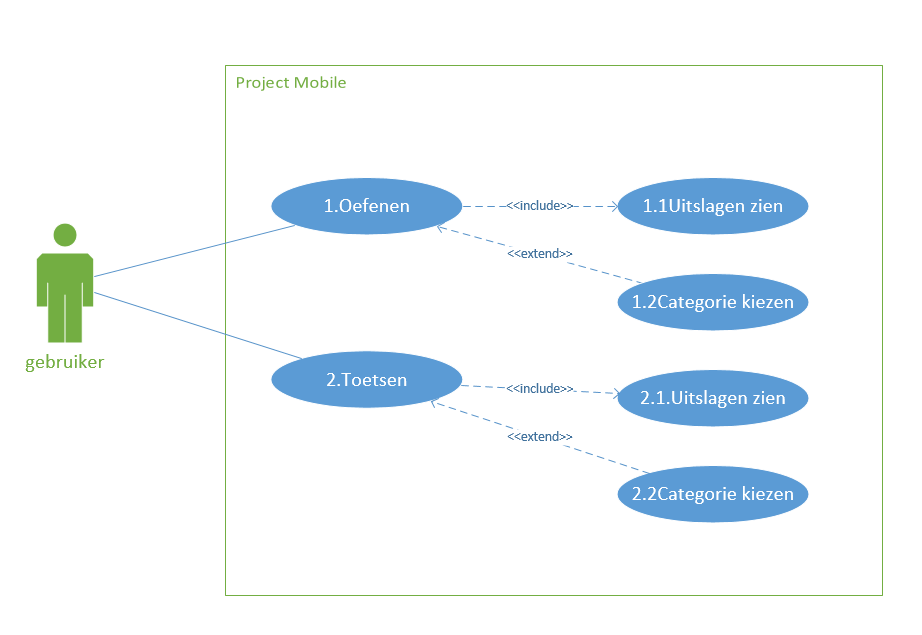 Project Mobile
1.Oefenen
<<include>>
1.1Uitslagen zien
<<extend>>
1.2Categorie kiezen
gebruiker
2.Toetsen
<<include>>
2.1.Uitslagen zien
<<extend>>
2.2Categorie kiezen